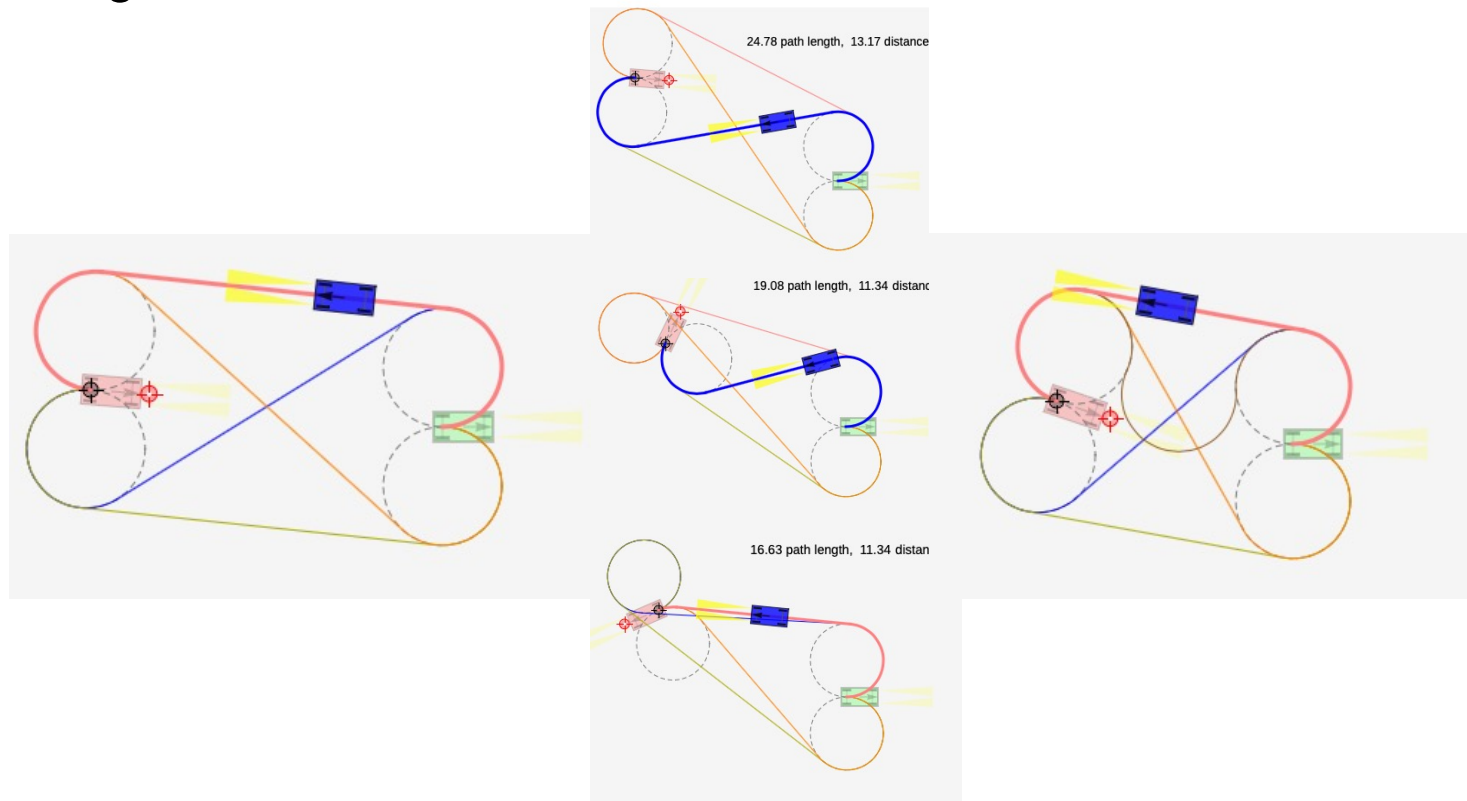 24.78 path length,  13.17 distance
19.08 path length,  11.34 distanc
16.63 path length,  11.34 distan